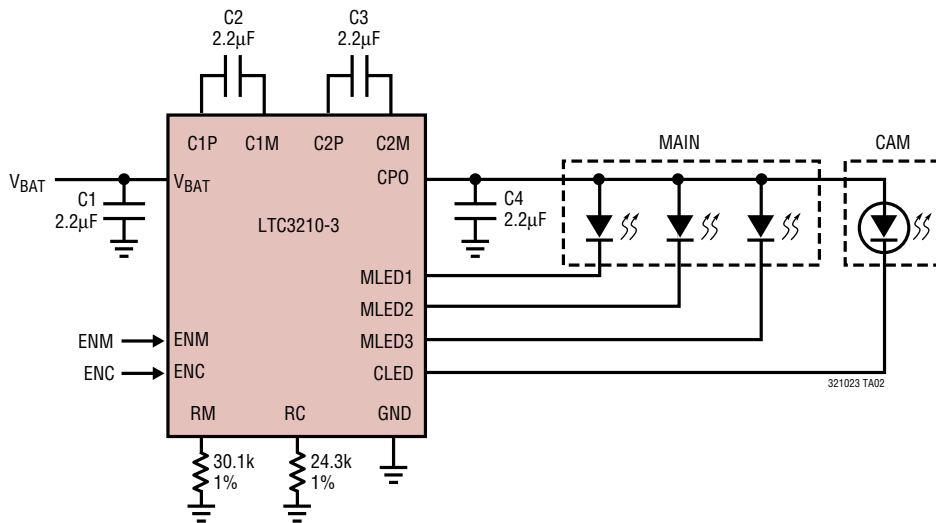 C2
2.2µF
C3
2.2µF
C1P
C1M
C2P
C2M
MAIN
CAM
VBAT
VBAT
CPO
C1
2.2µF
C4
2.2µF
LTC3210-3
MLED1
MLED2
MLED3
CLED
ENM
ENM
ENC
ENC
321023 TA02
RM
RC
GND
30.1k
1%
24.3k
1%